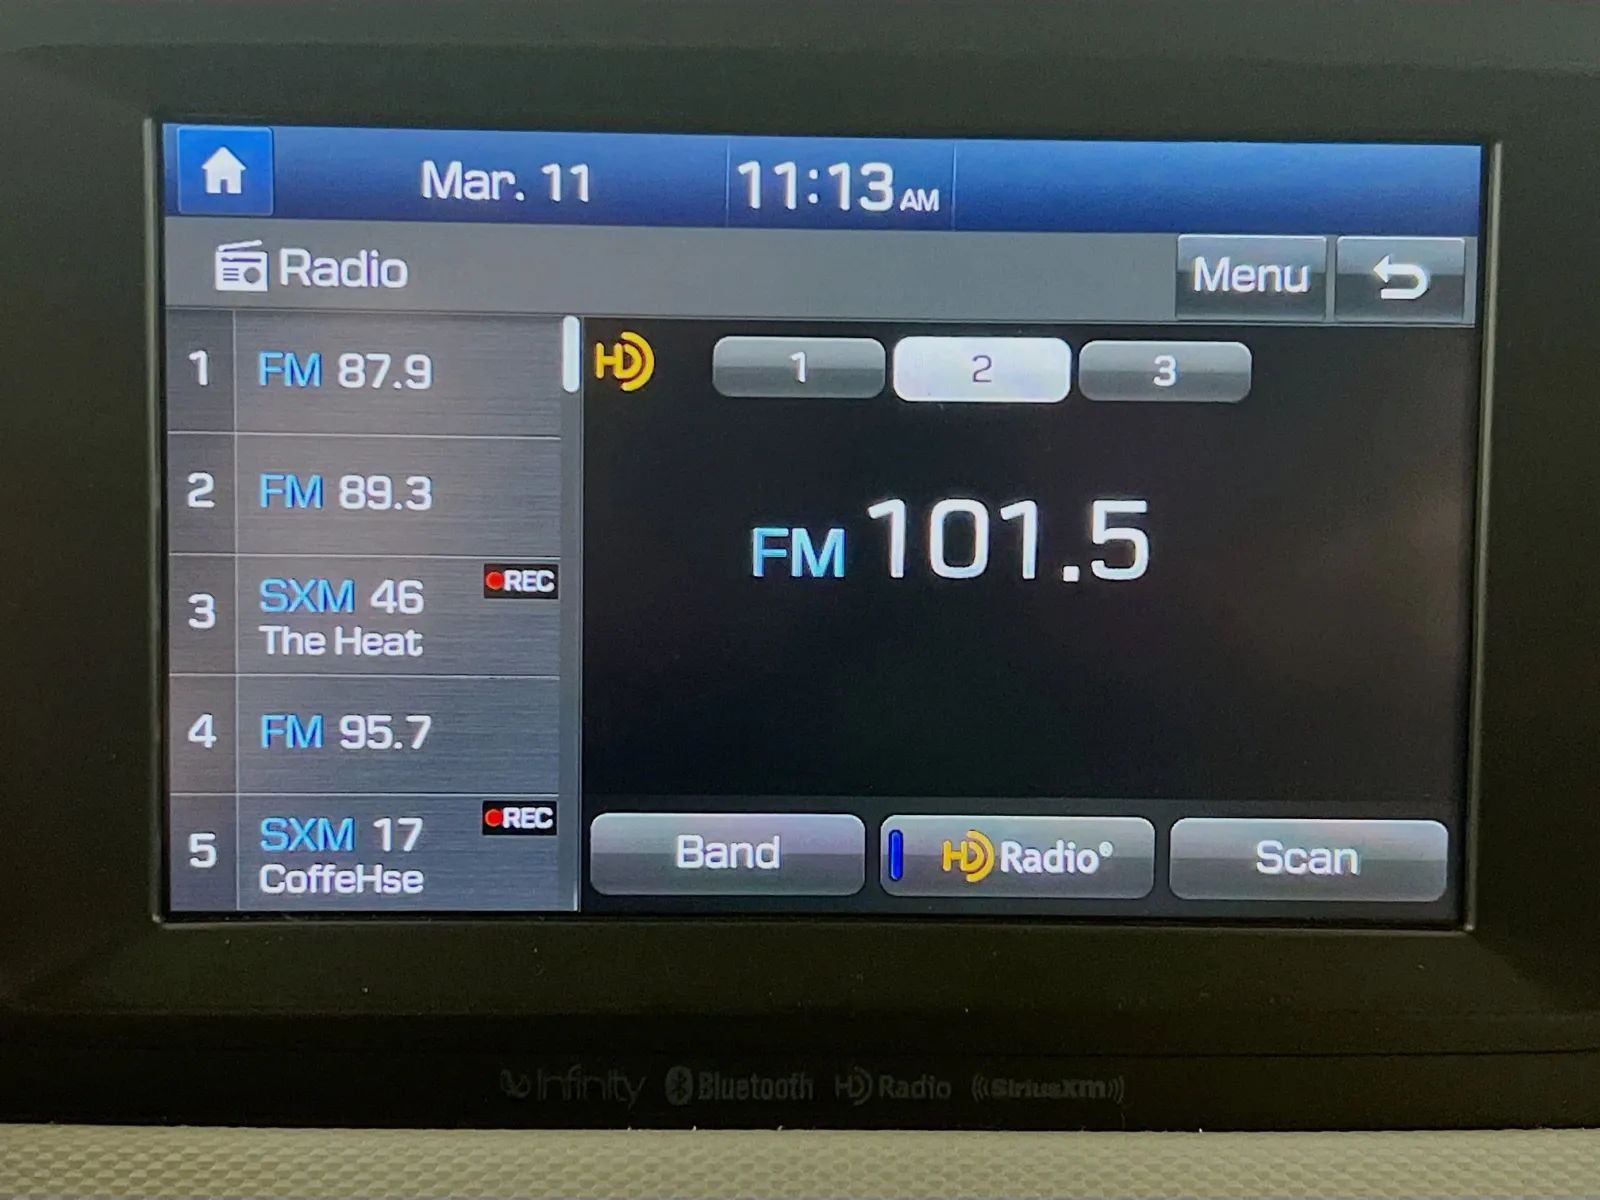 Mar. 11 11:13 AM
Radio Menu
1 FM 87.9
2 FM 89.3
3 SXM 46 REC
The Heat
4 FM 95.7
5 SXM 17 REC
CoffeHse
HD 1 2 3
FM 101.5
Band HD Radio® Scan
Infinity Bluetooth HD Radio ((SiriusXM))